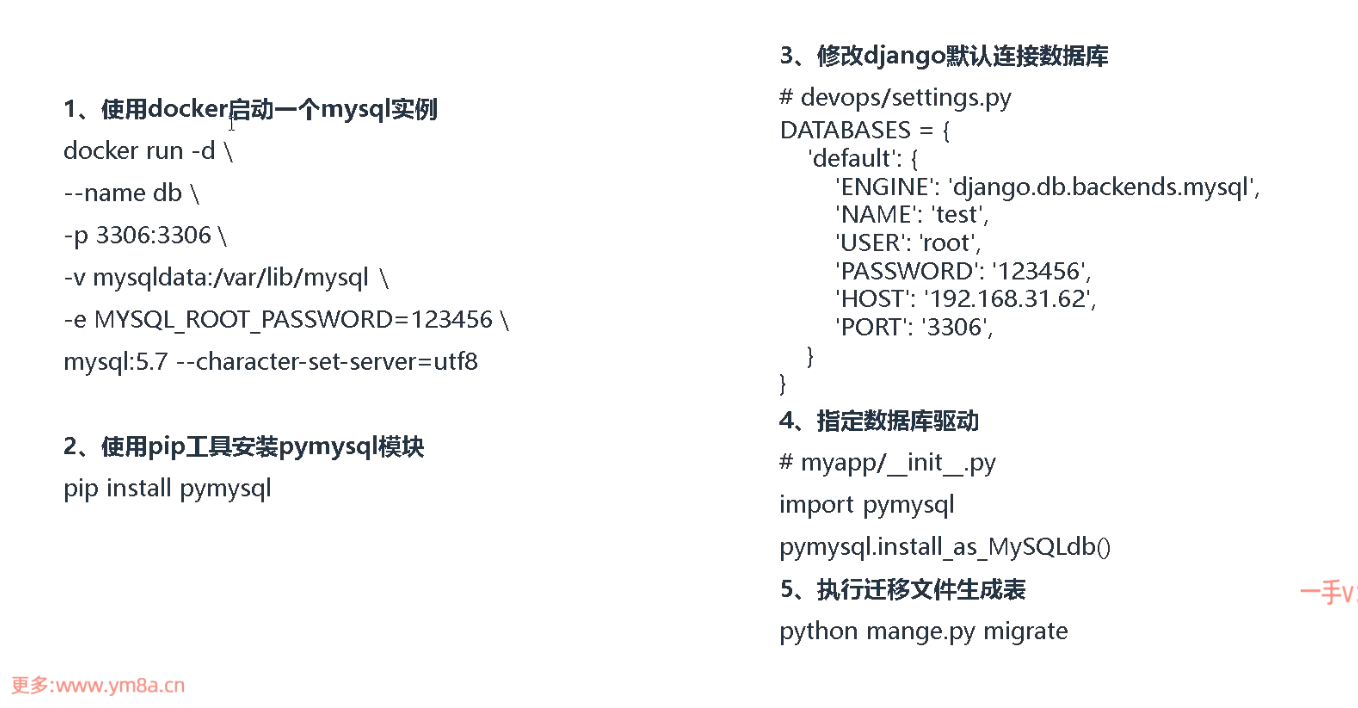 1、使用docker启动一个mysql实例
docker run -d \
--name db \
-p 3306:3306 \
-v mysqldata:/var/lib/mysql \
-e MYSQL_ROOT_PASSWORD=123456 \
mysql:5.7 --character-set-server=utf8
2、使用pip工具安装pymysql模块
pip install pymysql
3、修改django默认连接数据库
# devops/settings.py
DATABASES = {
'default': {
'ENGINE': 'django.db.backends.mysql',
'NAME': 'test',
'USER': 'root',
'PASSWORD': '123456',
'HOST': '192.168.31.62',
'PORT': '3306',
}
}
4、指定数据库驱动
# myapp/__init__.py
import pymysql
pymysql.install_as_MySQLdb()
5、执行迁移文件生成表
python mange.py migrate
一手v
更多:www.ym8a.cn